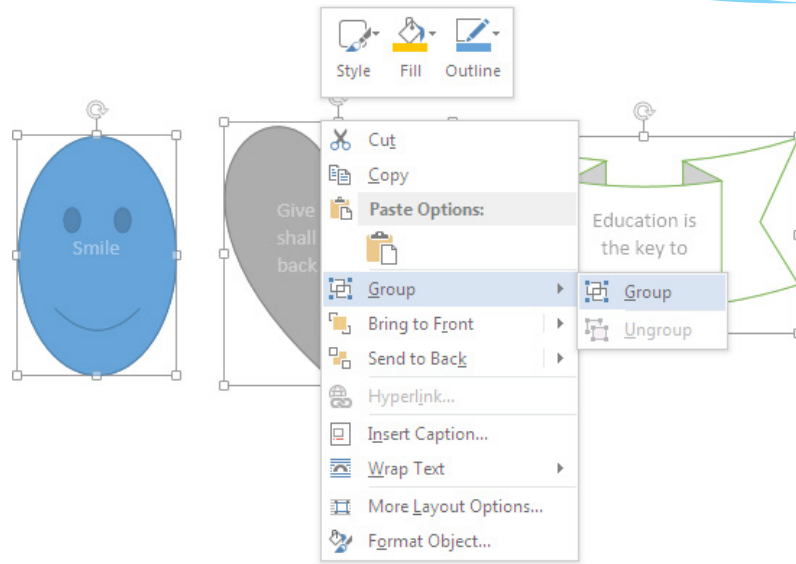 Style Fill Outline
Smile
Give
shall
back
Cut
Copy
Paste Options:
Group
Bring to Front
Send to Back
Hyperlink...
Insert Caption...
Wrap Text
More Layout Options...
Format Object...
Group
Ungroup
Education is
the key to